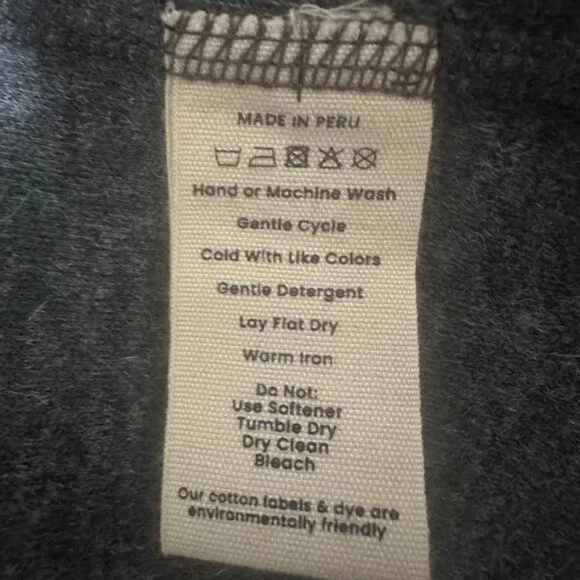 MADE IN PERU
Hand or Machine Wash
Gentle Cycle
Cold With Like Colors
Gentle Detergent
Lay Flat Dry
Warm Iron
Do Not:
Use Softener
Tumble Dry
Dry Clean
Bleach
Our cotton labels & dye are
environmentally friendly